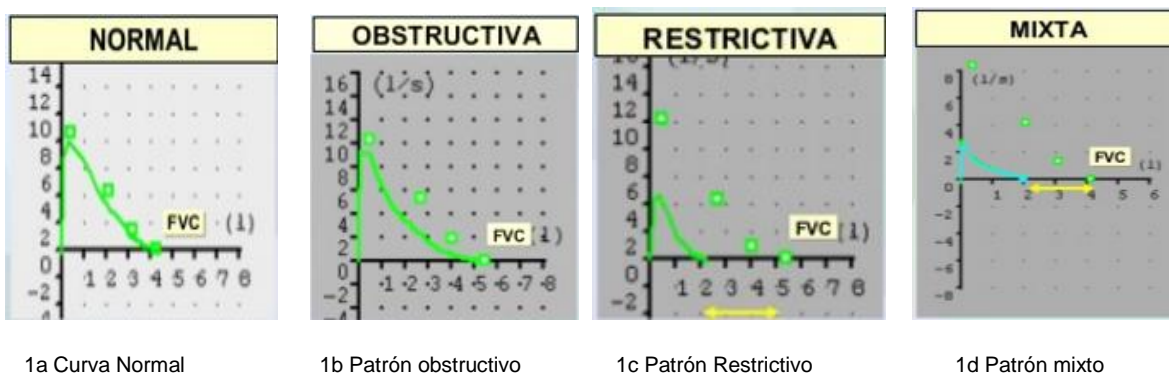 NORMAL
14
12
10
8
6
4
2
0
-2
4
FVC (l)
1 2 3 4 5 6 7 8
OBSTRUCTIVA
(l/s)
16
14
12
10
8
6
4
2
0
-2
FVC
1 2 3 4 5 6 7 8
RESTRICTIVA
12
10
8
6
4
2
0
-2
FVC
1 2 3 4 5 6 7 8
MIXTA
(l/s)
8
6
4
2
0
-2
-4
-6
-8
FVC (l)
1 2 3 4 5 6
1a Curva Normal
1b Patrón obstructivo
1c Patrón Restrictivo
1d Patrón mixto